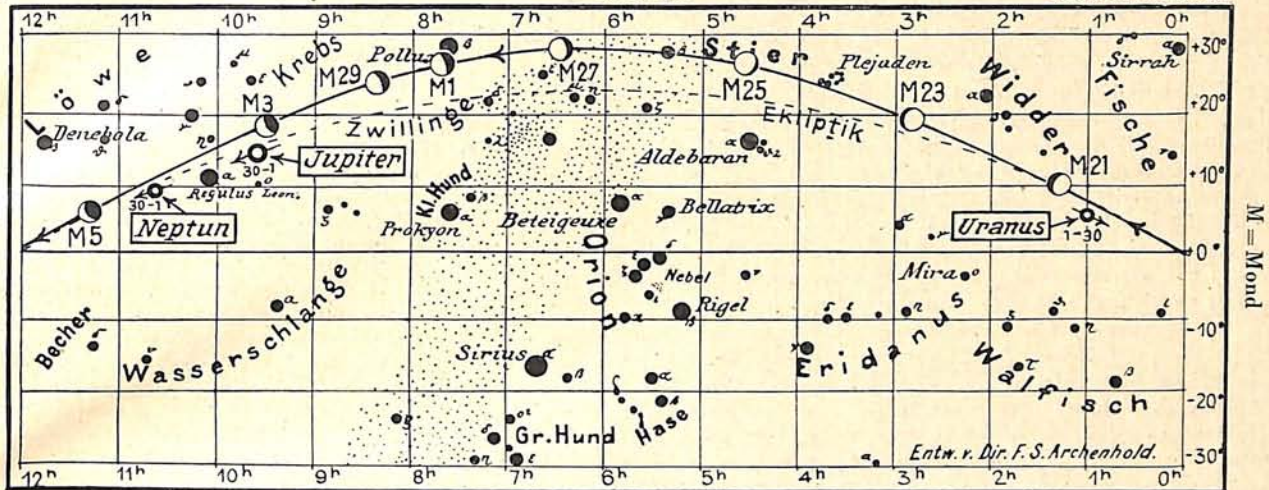 12h 11h 10h 9h 8h 7h 6h 5h 4h 3h 2h 1h 0h
+30°
+20°
+10°
+0°
-10°
-20°
-30°
M = Mond
Löwe
Krebs
Pollux
Stier
Plejaden
Sirrah
M29
M1
M27
M25
M23
Widder
Fische
M3
Zwillinge
Ekliptik
Denebola
Jupiter
30-1
Aldebaran
M21
Regulus Leon.
Kl. Hund
30-1
Neptun
M5
Prokyon
Beteigeuze
Bellatrix
Uranus
1-30
Orion
Nebel
Mira
Rigel
Becher
Wasserschlange
Sirius
Eridanus
Walfisch
Gr. Hund
Hase
Entw. v. Dir. F. S. Archenhold.
12h 11h 10h 9h 8h 7h 6h 5h 4h 3h 2h 1h 0h